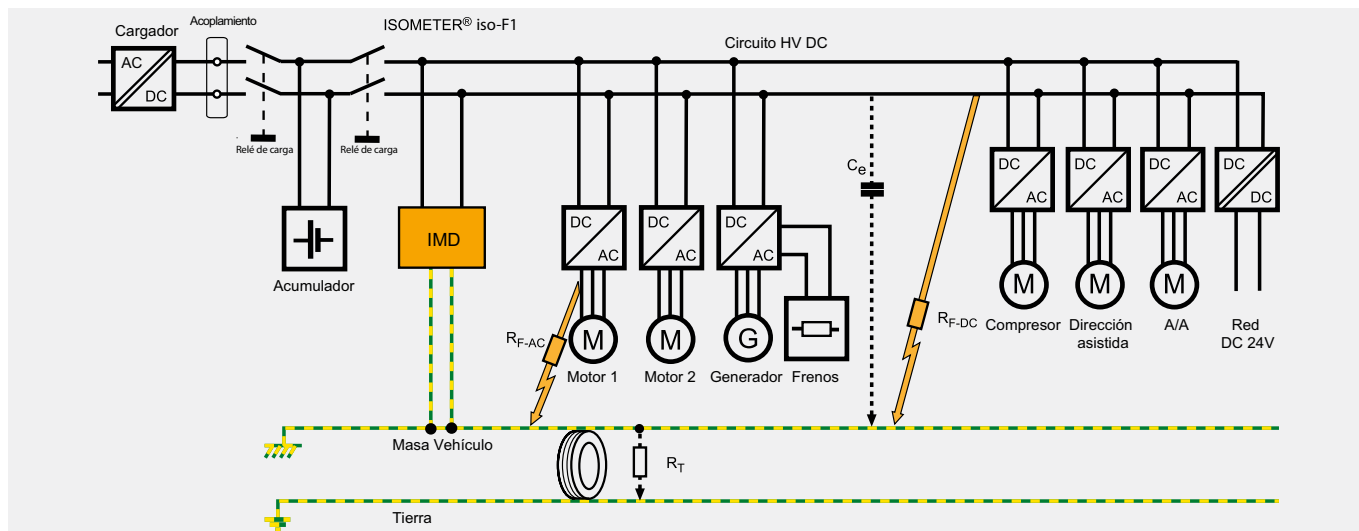 Cargador
Acoplamiento
ISOMETER® iso-F1
Circuito HV DC
AC
DC
Relé de carga
Relé de carga
Acumulador
IMD
DC
AC
DC
AC
DC
AC
Ce
RF-DC
DC
AC
DC
AC
DC
AC
DC
DC
RF-AC
M
M
G
M
M
M
Motor 1
Motor 2
Generador
Frenos
Compresor
Dirección
asistida
A/A
Red
DC 24V
Masa Vehículo
RT
Tierra